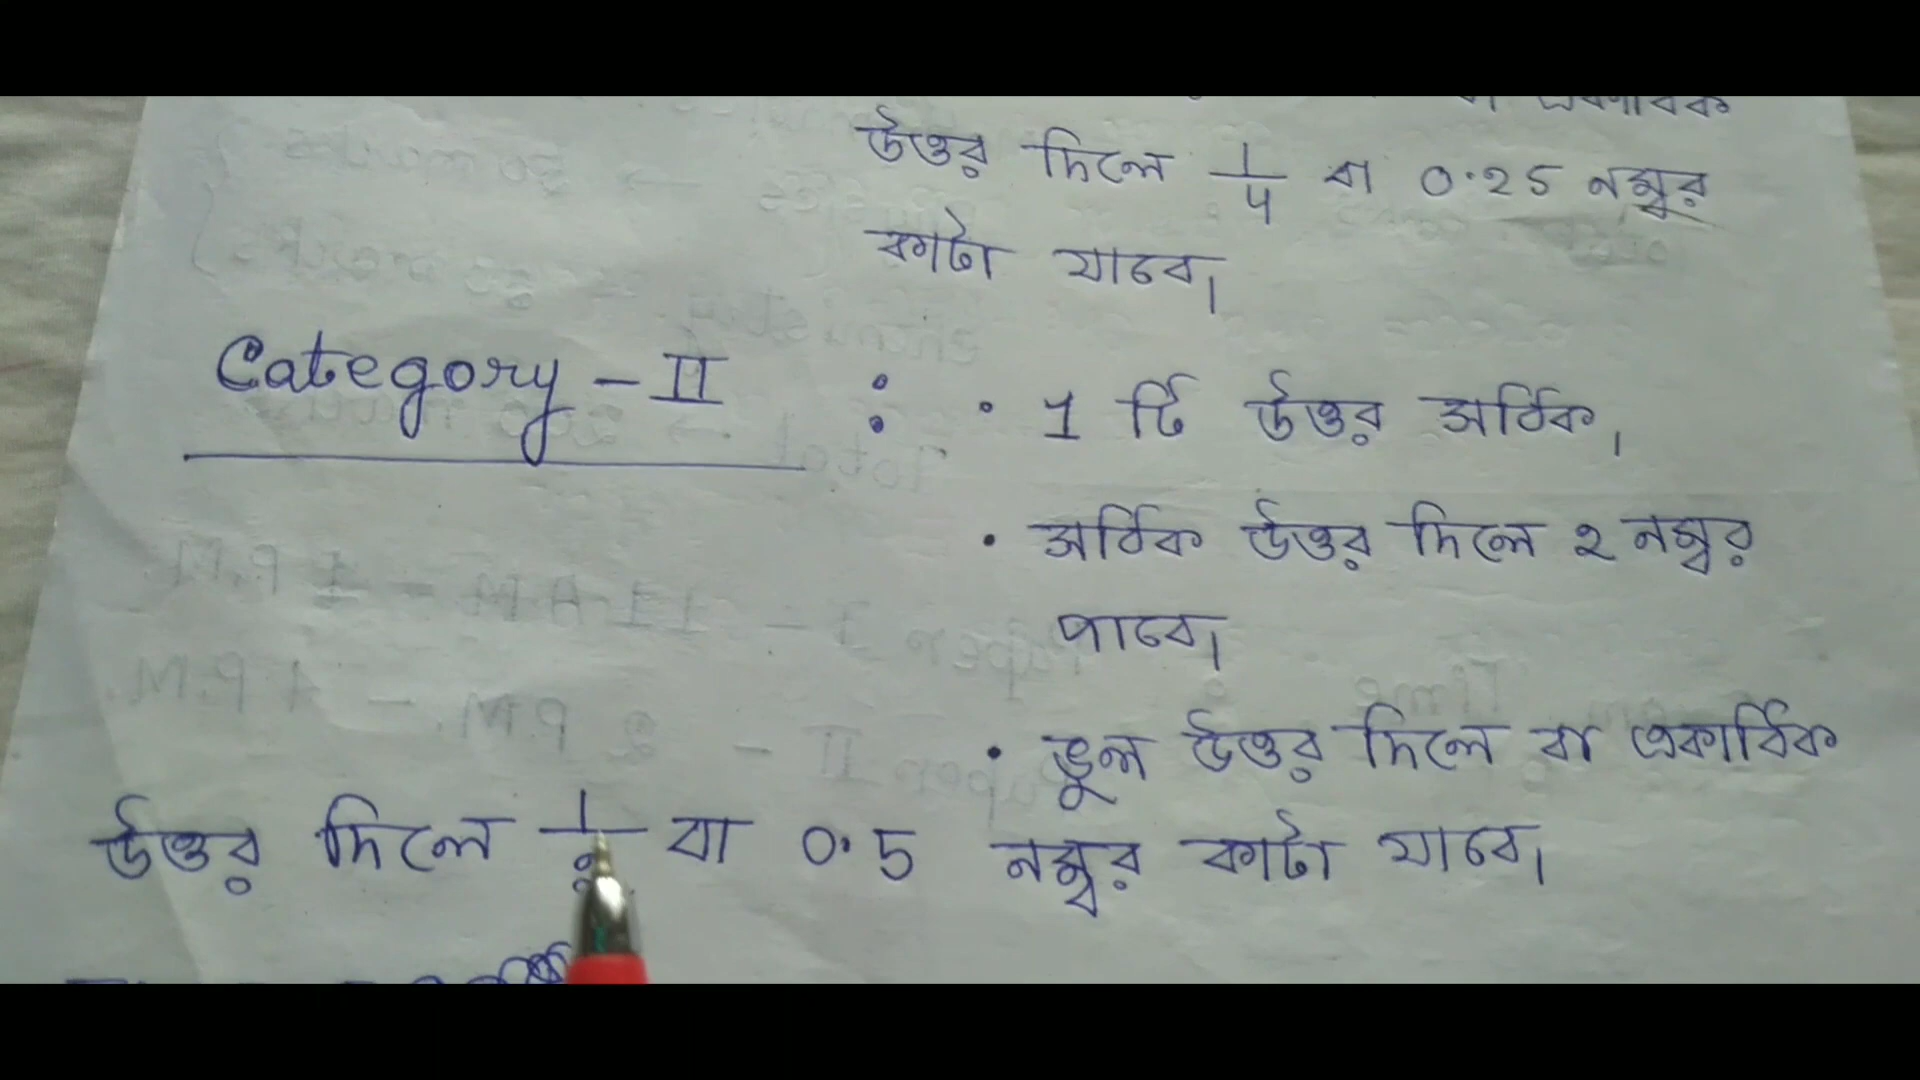 উত্তর দিলে 1/4 বা 0.25 নম্বর
কাটা যাবে।
Category - II : • 1 টি উত্তর সঠিক।
• সঠিক উত্তর দিলে 2 নম্বর
পাবে।
• ভুল উত্তর দিলে বা একাধিক
উত্তর দিলে 1/2 বা 0.5 নম্বর কাটা যাবে।